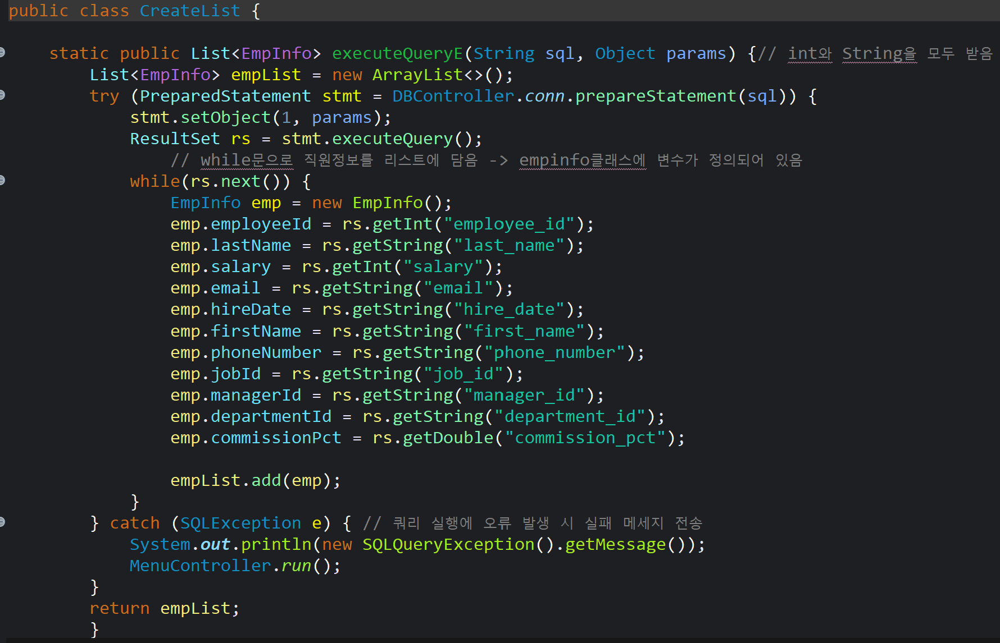 public class CreateList {
static public List<EmpInfo> executeQueryE(String sql, Object params) {// int와 String을 모두 받음
List<EmpInfo> empList = new ArrayList<>();
try (PreparedStatement stmt = DBController.conn.prepareStatement(sql)) {
stmt.setObject(1, params);
ResultSet rs = stmt.executeQuery();
// while문으로 직원정보를 리스트에 담음 -> empinfo클래스에 변수가 정의되어 있음
while(rs.next()) {
EmpInfo emp = new EmpInfo();
emp.employeeId = rs.getInt("employee_id");
emp.lastName = rs.getString("last_name");
emp.salary = rs.getInt("salary");
emp.email = rs.getString("email");
emp.hireDate = rs.getString("hire_date");
emp.firstName = rs.getString("first_name");
emp.phoneNumber = rs.getString("phone_number");
emp.jobId = rs.getString("job_id");
emp.managerId = rs.getString("manager_id");
emp.departmentId = rs.getString("department_id");
emp.commissionPct = rs.getDouble("commission_pct");
empList.add(emp);
}
} catch (SQLException e) { // 쿼리 실행에 오류 발생 시 실패 메세지 전송
System.out.println(new SQLQueryException().getMessage());
MenuController.run();
}
return empList;
}